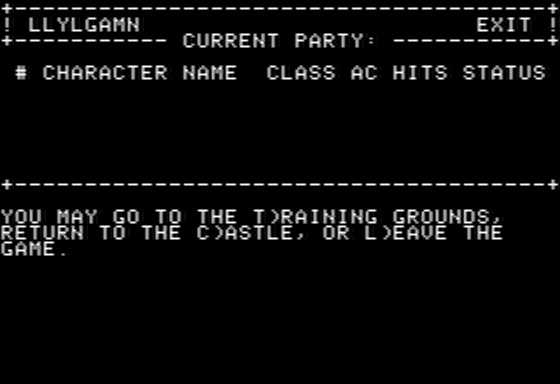 +--------------------------------------+
! LLYLGAMN                        EXIT !
+----------- CURRENT PARTY: -----------+
 # CHARACTER NAME  CLASS AC HITS STATUS
+--------------------------------------+
YOU MAY GO TO THE T)RAINING GROUNDS,
RETURN TO THE C)ASTLE, OR L)EAVE THE
GAME.